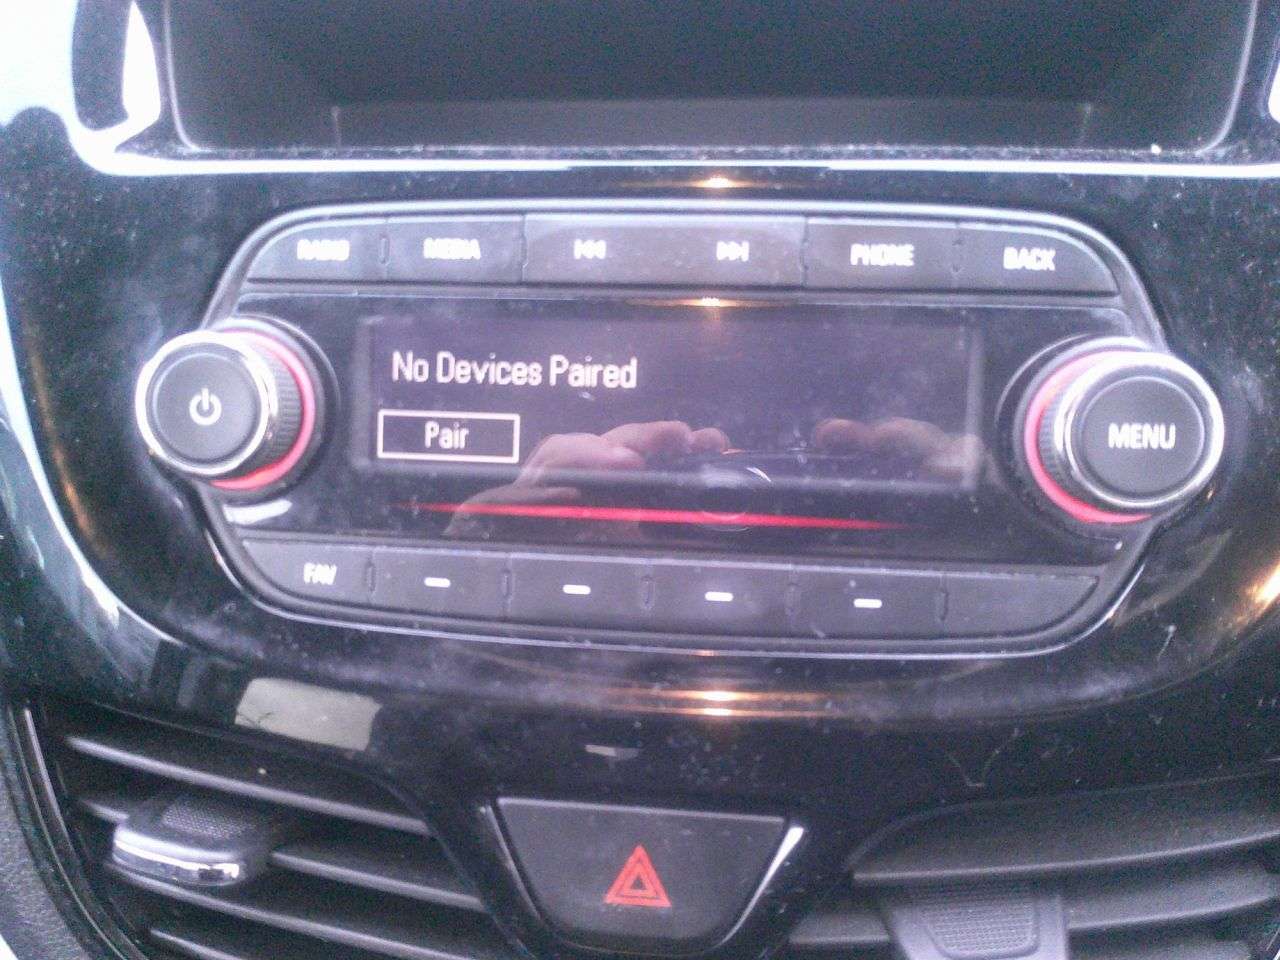 RADIO MEDIA PHONE BACK
No Devices Paired
Pair
MENU
FAV